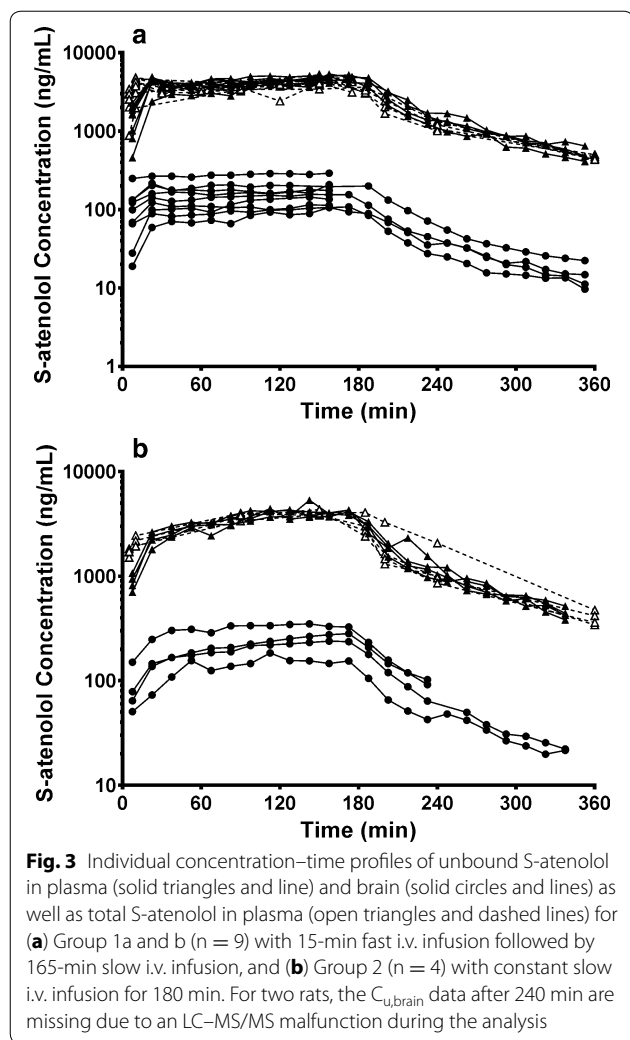 a
10000
1000
100
10
1
S-atenolol Concentration (ng/mL)
0 60 120 180 240 300 360
Time (min)
b
10000
1000
100
10
S-atenolol Concentration (ng/mL)
0 60 120 180 240 300 360
Time (min)
Fig. 3 Individual concentration–time profiles of unbound S-atenolol
in plasma (solid triangles and line) and brain (solid circles and lines) as
well as total S-atenolol in plasma (open triangles and dashed lines) for
(a) Group 1a and b (n = 9) with 15-min fast i.v. infusion followed by
165-min slow i.v. infusion, and (b) Group 2 (n = 4) with constant slow
i.v. infusion for 180 min. For two rats, the Cu,brain data after 240 min are
missing due to an LC–MS/MS malfunction during the analysis